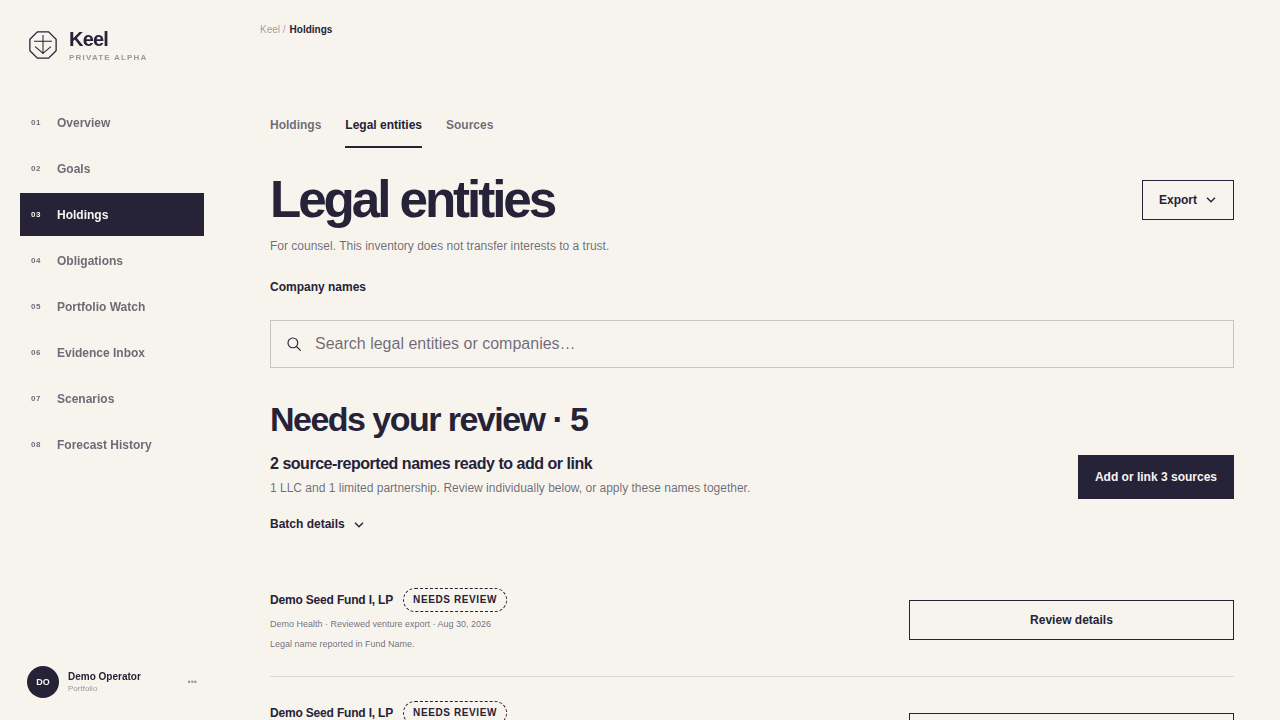 Keel
PRIVATE ALPHA
01 Overview
02 Goals
03 Holdings
04 Obligations
05 Portfolio Watch
06 Evidence Inbox
07 Scenarios
08 Forecast History
DO Demo Operator
Portfolio
Keel / Holdings
Holdings Legal entities Sources
Legal entities
Export
For counsel. This inventory does not transfer interests to a trust.
Company names
Search legal entities or companies…
Needs your review · 5
2 source-reported names ready to add or link
1 LLC and 1 limited partnership. Review individually below, or apply these names together.
Add or link 3 sources
Batch details
Demo Seed Fund I, LP NEEDS REVIEW
Demo Health · Reviewed venture export · Aug 30, 2026
Legal name reported in Fund Name.
Review details
Demo Seed Fund I, LP NEEDS REVIEW